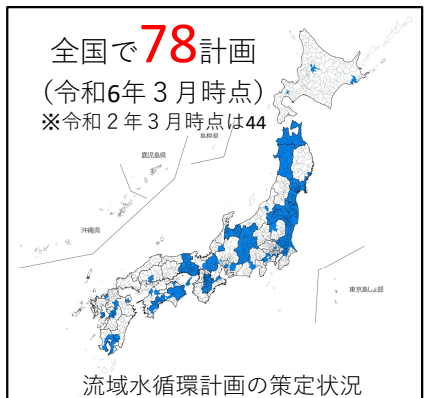 全国で78計画
(令和6年３月時点)
※令和２年３月時点は44
島根県
鹿児島県
沖縄県
東京島しょ部
流域水循環計画の策定状況